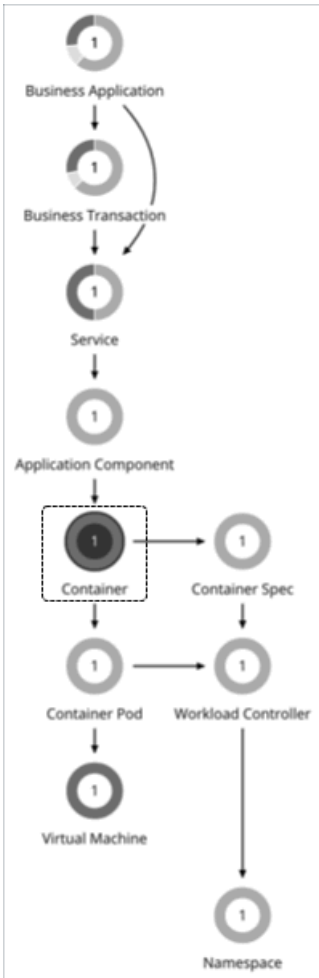 1
Business Application
1
Business Transaction
1
Service
1
Application Component
1
Container
1
Container Spec
1
Container Pod
1
Workload Controller
1
Virtual Machine
1
Namespace